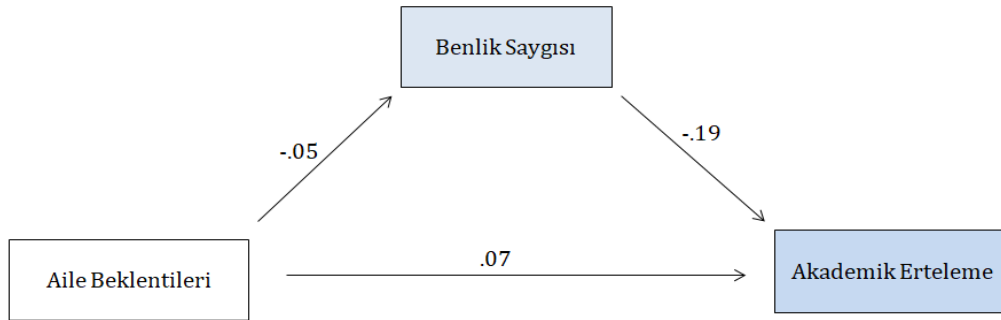 Benlik Saygısı
-.05
-.19
Aile Beklentileri
.07
Akademik Erteleme